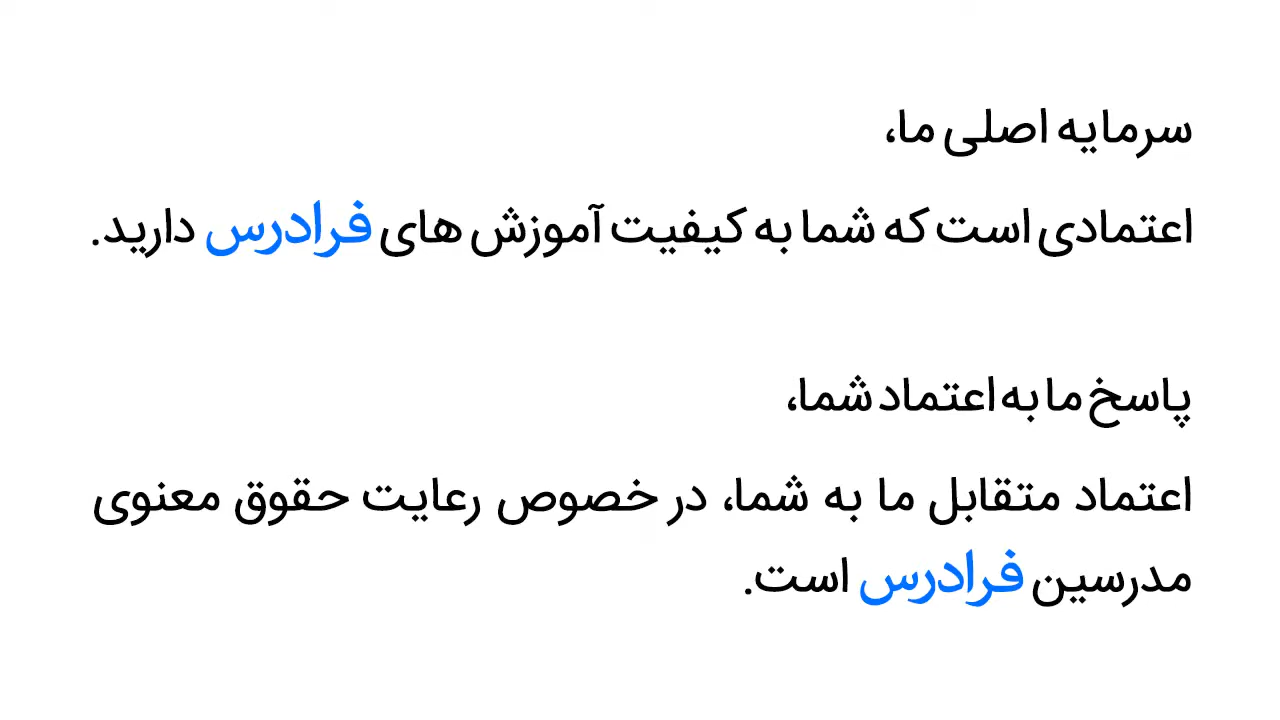 سرمایه اصلی ما،
اعتمادی است که شما به کیفیت آموزش های فرادرس دارید.
پاسخ ما به اعتماد شما،
اعتماد متقابل ما به شما، در خصوص رعایت حقوق معنوی
مدرسین فرادرس است.